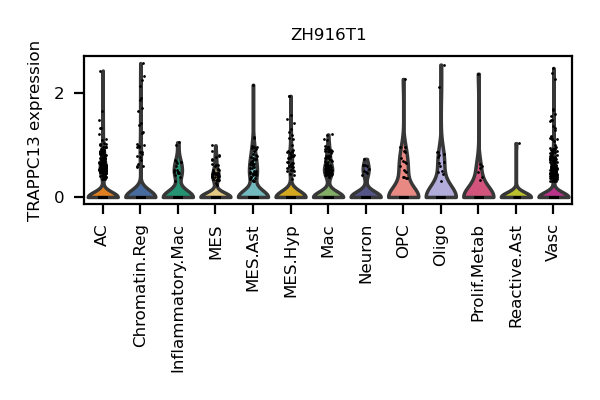 ZH916T1
TRAPPC13 expression
2
0
AC
Chromatin.Reg
Inflammatory.Mac
MES
MES.Ast
MES.Hyp
Mac
Neuron
OPC
Oligo
Prolif.Metab
Reactive.Ast
Vasc